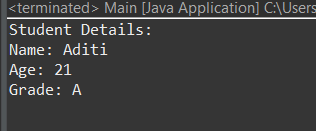 <terminated> Main [Java Application] C:\Users
Student Details:
Name: Aditi
Age: 21
Grade: A